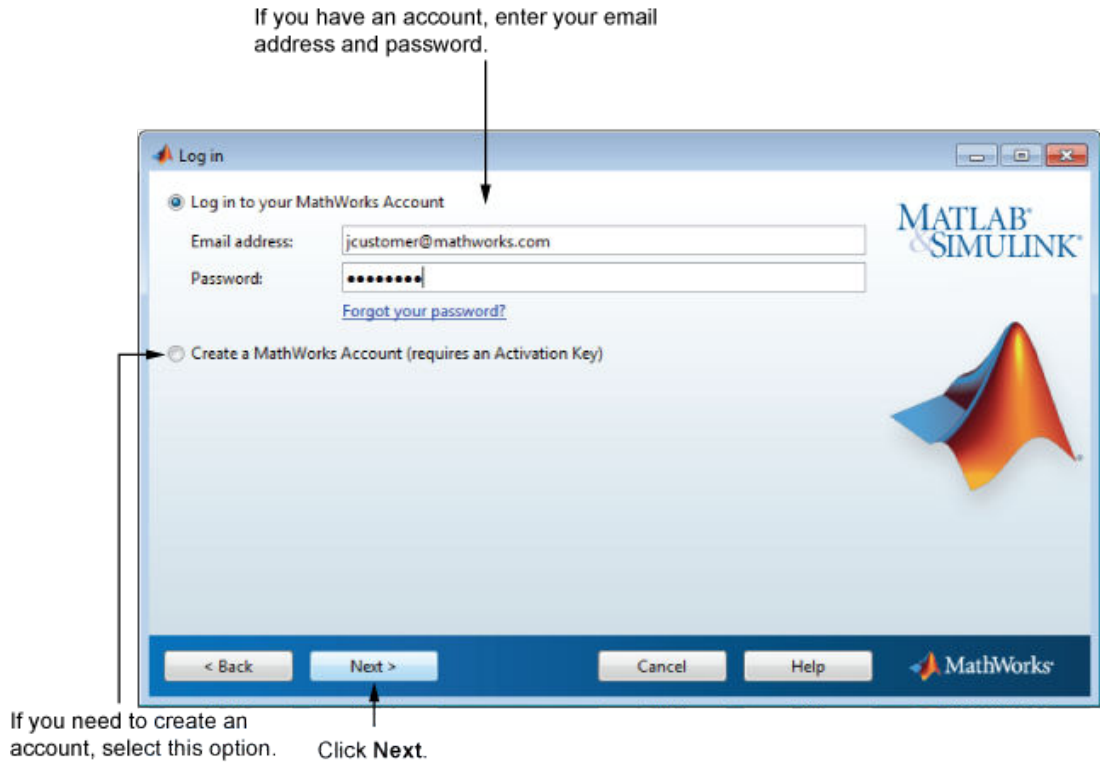 If you have an account, enter your email
address and password.
Log in
Log in to your MathWorks Account
MATLAB®
&SIMULINK®
Email address:
jcustomer@mathworks.com
Password:
••••••••
Forgot your password?
Create a MathWorks Account (requires an Activation Key)
< Back
Next >
Cancel
Help
MathWorks®
If you need to create an
account, select this option.
Click Next.